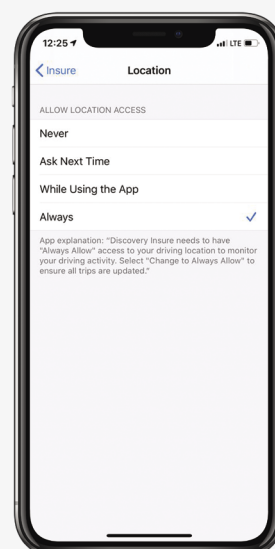 12:25
LTE
Insure
Location
ALLOW LOCATION ACCESS
Never
Ask Next Time
While Using the App
Always
App explanation: "Discovery Insure needs to have
"Always Allow" access to your driving location to monitor
your driving activity. Select "Change to Always Allow" to
ensure all trips are updated."